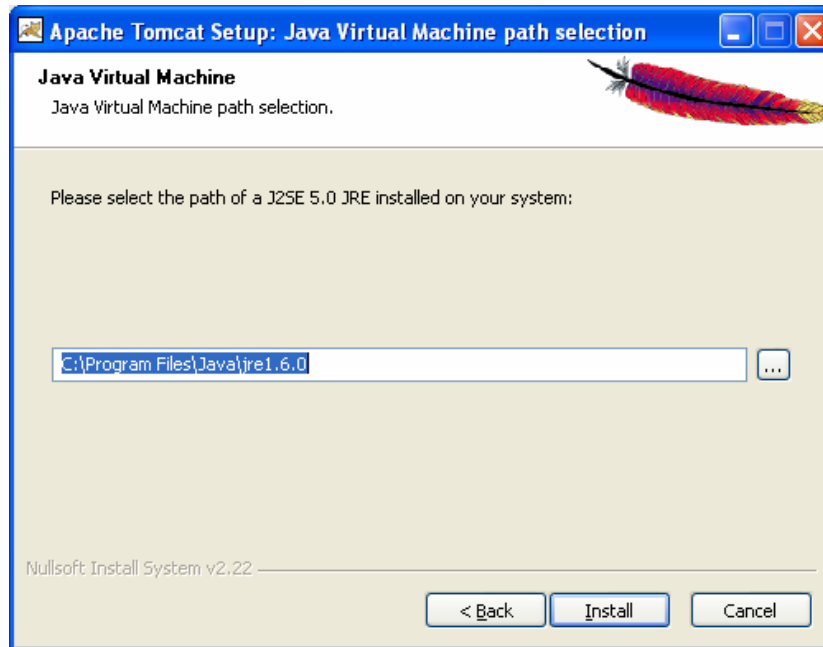 Apache Tomcat Setup: Java Virtual Machine path selection
Java Virtual Machine
Java Virtual Machine path selection.
Please select the path of a J2SE 5.0 JRE installed on your system:
C:\Program Files\Java\jre1.6.0
...
Nullsoft Install System v2.22
< Back
Install
Cancel